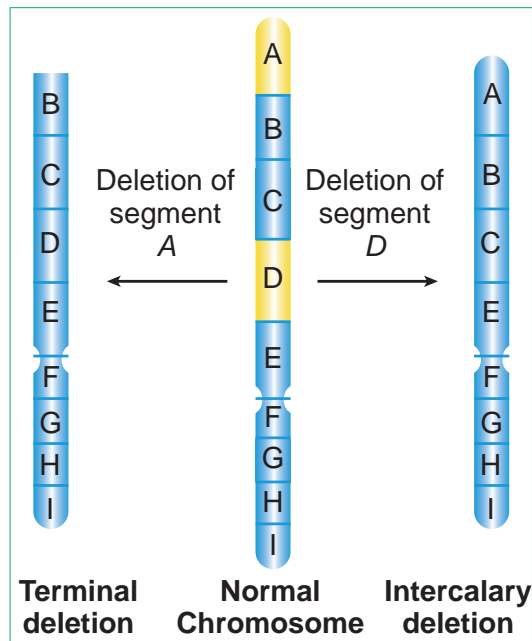 B
C
D
E
F
G
H
I
Deletion of
segment
A
A
B
C
D
E
F
G
H
I
Deletion of
segment
D
A
B
C
E
F
G
H
I
Terminal
deletion
Normal
Chromosome
Intercalary
deletion